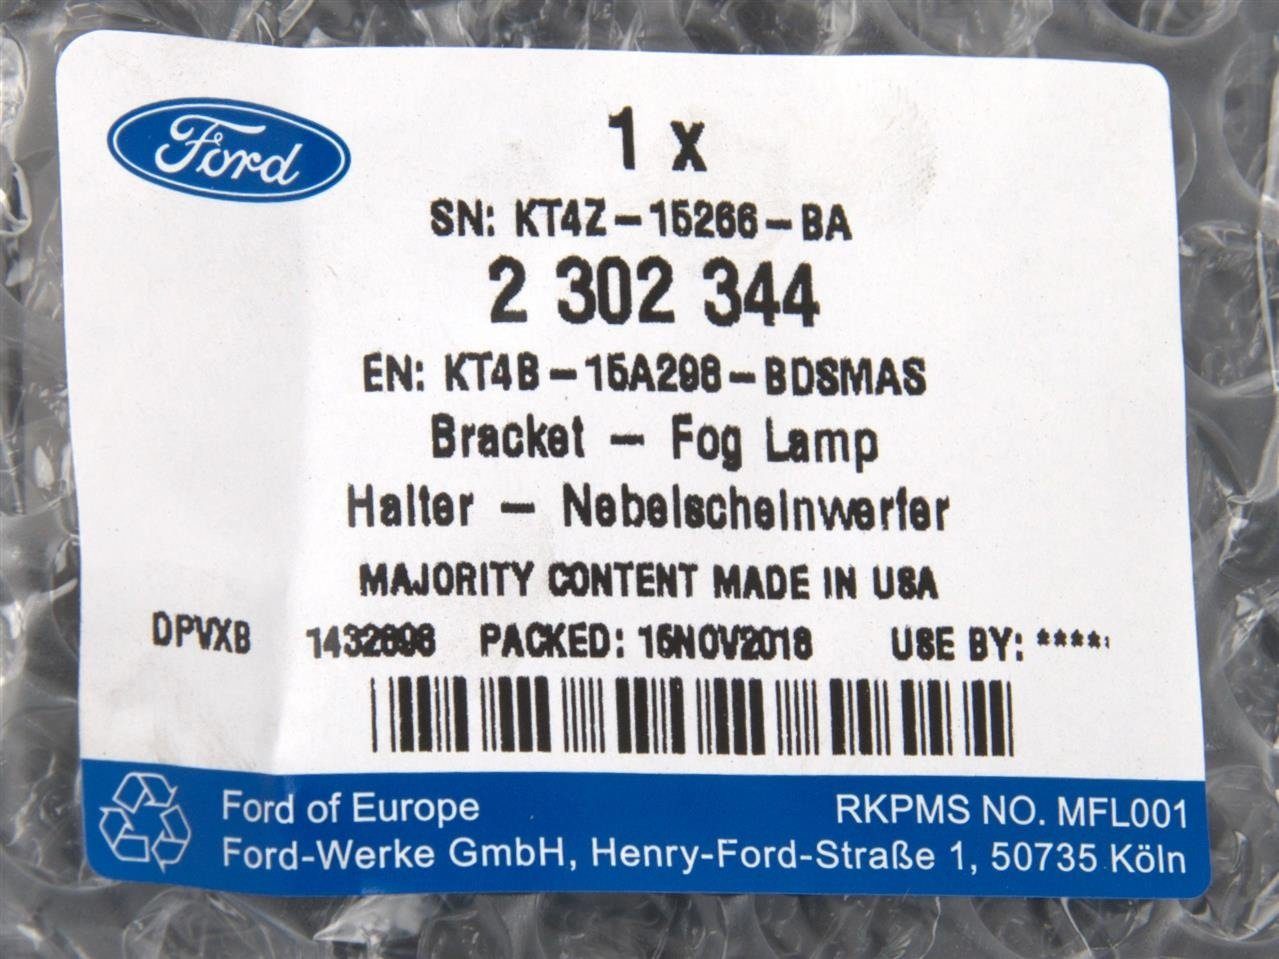 Ford
1 x
SN: KT4Z-15266-BA
2 302 344
EN: KT4B-15A298-BDSMAS
Bracket - Fog Lamp
Halter - Nebelscheinwerfer
MAJORITY CONTENT MADE IN USA
DPVXB PACKED: 15NOV2018 USE BY: ****
Ford of Europe RKPMS NO. MFL001
Ford-Werke GmbH, Henry-Ford-Straße 1, 50735 Köln